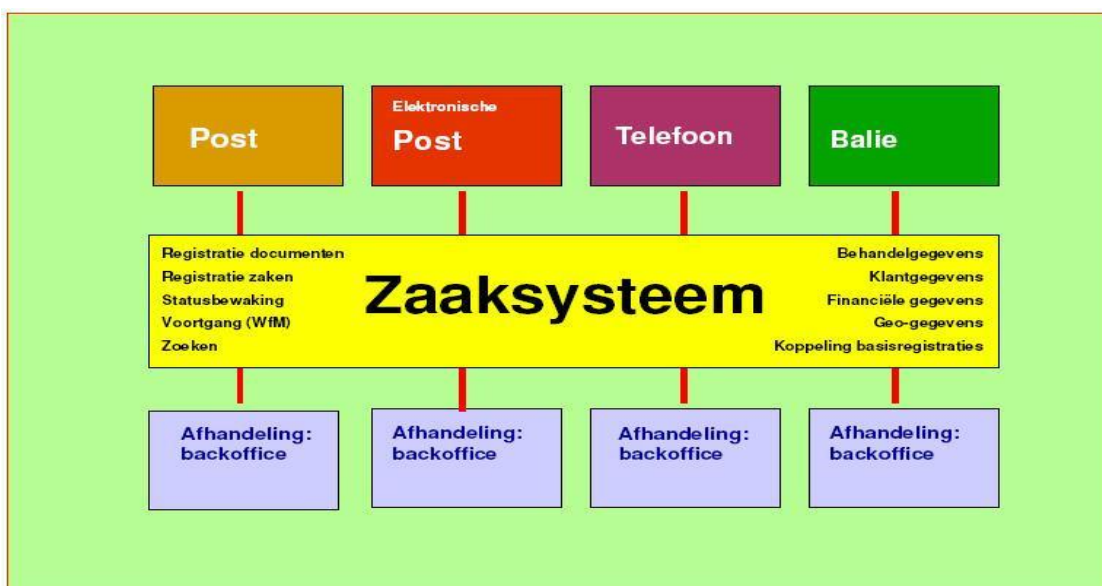 Post
Elektronische
Post
Telefoon
Balie
Registratie documenten
Registratie zaken
Statusbewaking
Voortgang (WfM)
Zoeken
Zaaksysteem
Behandelgegevens
Klantgegevens
Financiële gegevens
Geo-gegevens
Koppeling basisregistraties
Afhandeling:
backoffice
Afhandeling:
backoffice
Afhandeling:
backoffice
Afhandeling:
backoffice